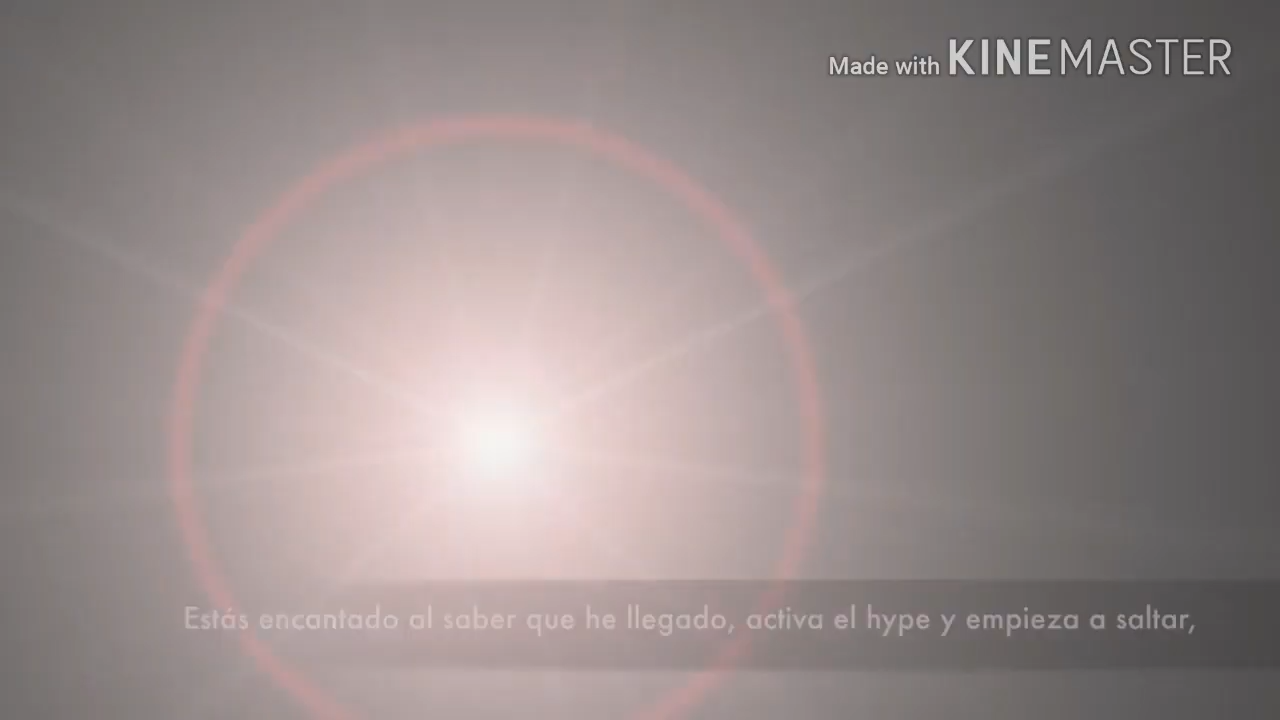 Made with KINEMASTER
Estás encantado al saber que he llegado, activa el hype y empieza a saltar,